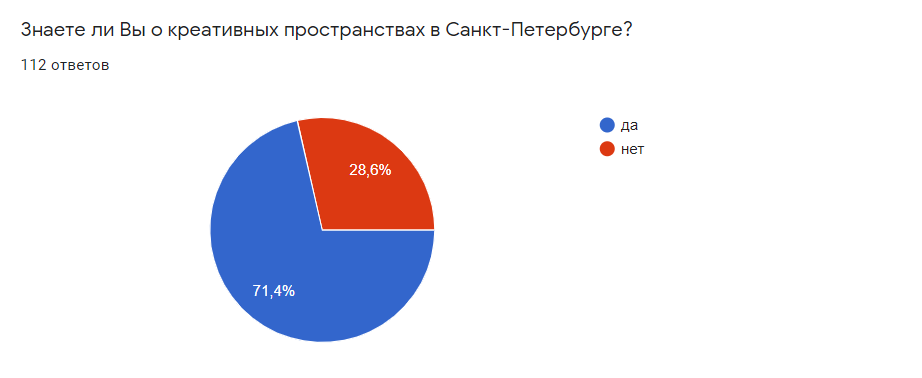 Знаете ли Вы о креативных пространствах в Санкт-Петербурге?
112 ответов
да
нет
28,6%
71,4%